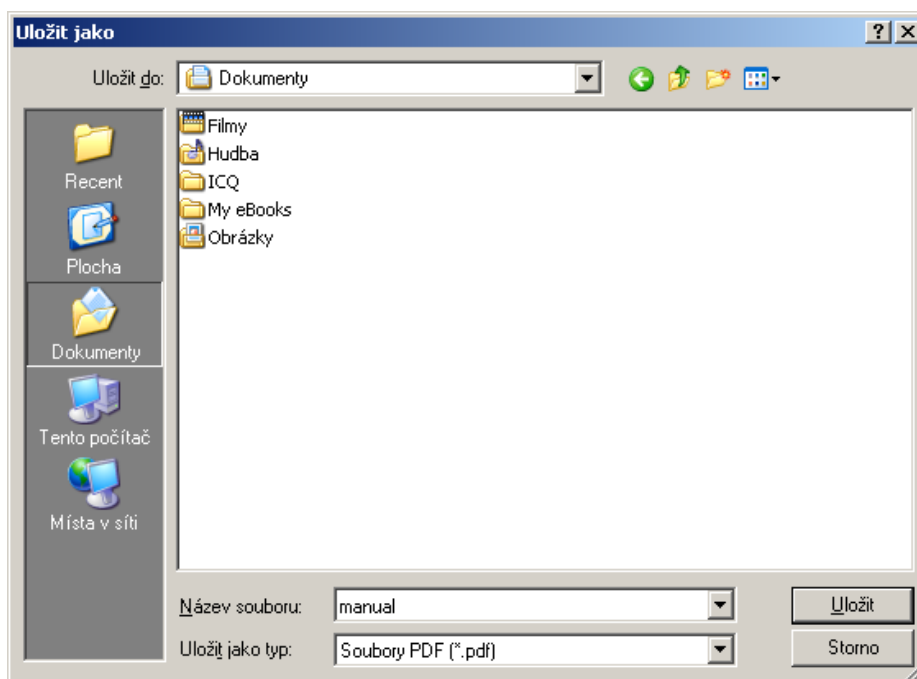 Uložit jako
Uložit do: Dokumenty
Recent
Plocha
Dokumenty
Tento počítač
Místa v síti
Filmy
Hudba
ICQ
My eBooks
Obrázky
Název souboru: manual Uložit
Uložit jako typ: Soubory PDF (*.pdf) Storno